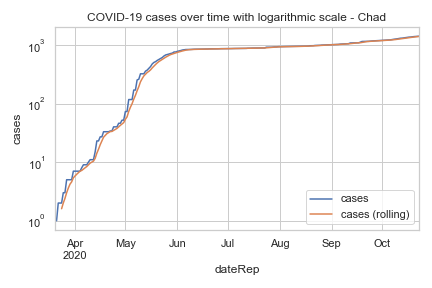 COVID-19 cases over time with logarithmic scale - Chad
cases
10³
10²
10¹
10⁰
cases
cases (rolling)
Apr May Jun Jul Aug Sep Oct
2020
dateRep